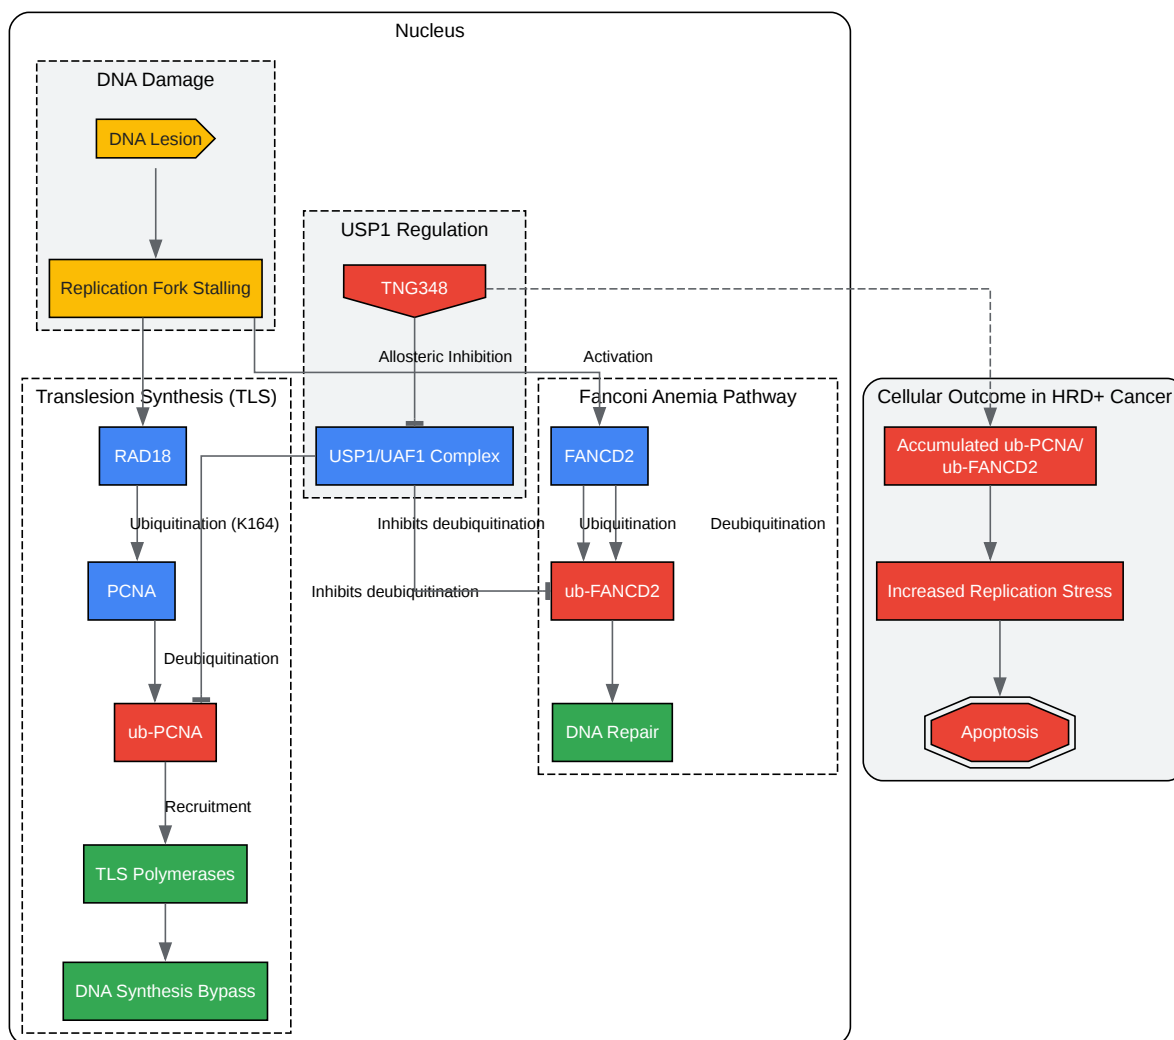 Nucleus
DNA Damage
DNA Lesion
Replication Fork Stalling
USP1 Regulation
TNG348
Allosteric Inhibition
Activation
Translesion Synthesis (TLS)
Fanconi Anemia Pathway
Cellular Outcome in HRD+ Cancer
RAD18
USP1/UAF1 Complex
FANCD2
Accumulated ub-PCNA/
ub-FANCD2
Ubiquitination (K164)
Inhibits deubiquitination
Ubiquitination
Deubiquitination
PCNA
Inhibits deubiquitination
ub-FANCD2
Increased Replication Stress
Deubiquitination
ub-PCNA
DNA Repair
Apoptosis
Recruitment
TLS Polymerases
DNA Synthesis Bypass